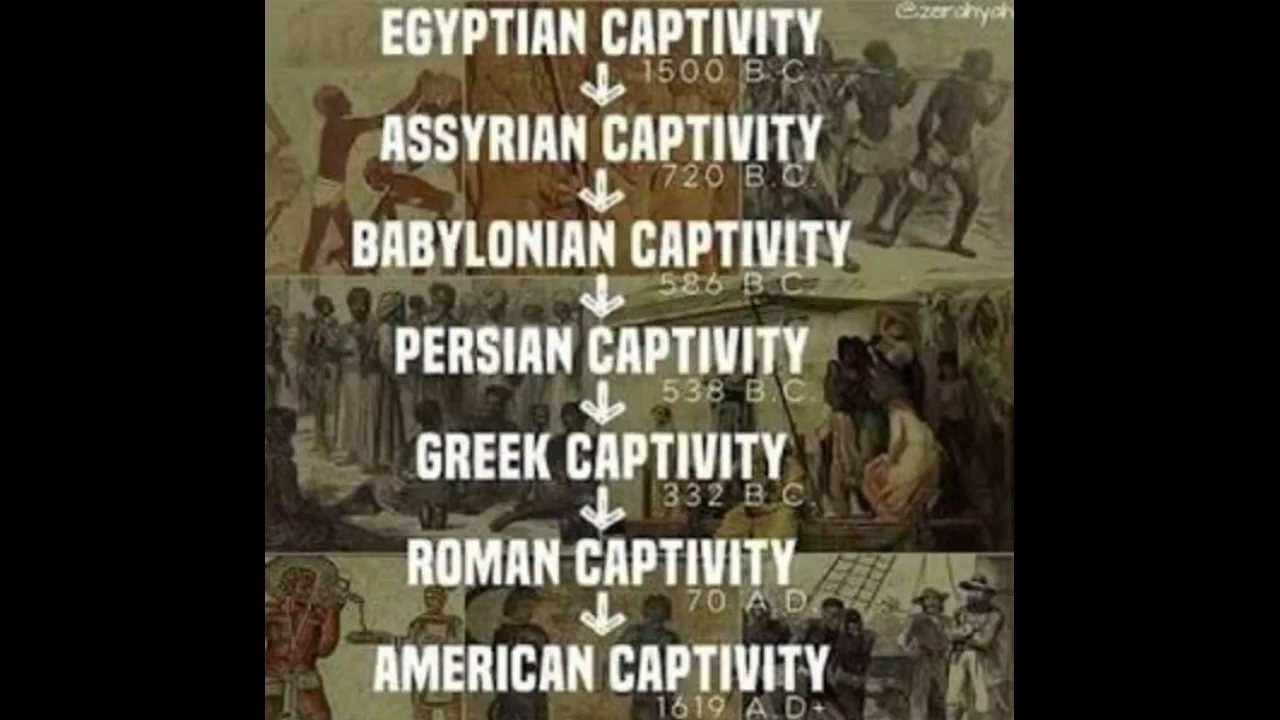 @zerahyah
EGYPTIAN CAPTIVITY
1500 B.C.
ASSYRIAN CAPTIVITY
720 B.C.
BABYLONIAN CAPTIVITY
586 B.C.
PERSIAN CAPTIVITY
538 B.C.
GREEK CAPTIVITY
332 B.C.
ROMAN CAPTIVITY
70 A.D.
AMERICAN CAPTIVITY
1619 A.D+